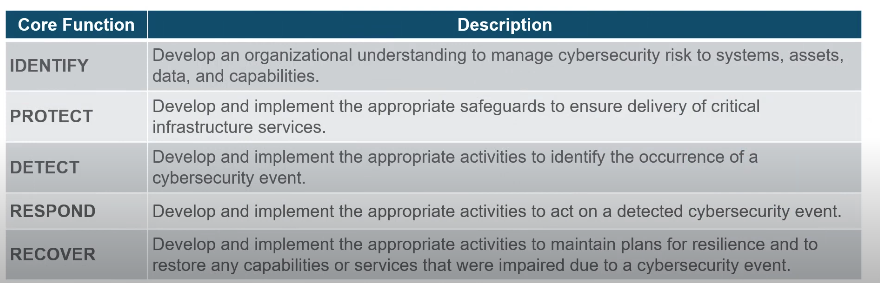 Core Function Description
IDENTIFY Develop an organizational understanding to manage cybersecurity risk to systems, assets,
data, and capabilities.
PROTECT Develop and implement the appropriate safeguards to ensure delivery of critical
infrastructure services.
DETECT Develop and implement the appropriate activities to identify the occurrence of a
cybersecurity event.
RESPOND Develop and implement the appropriate activities to act on a detected cybersecurity event.
RECOVER Develop and implement the appropriate activities to maintain plans for resilience and to
restore any capabilities or services that were impaired due to a cybersecurity event.